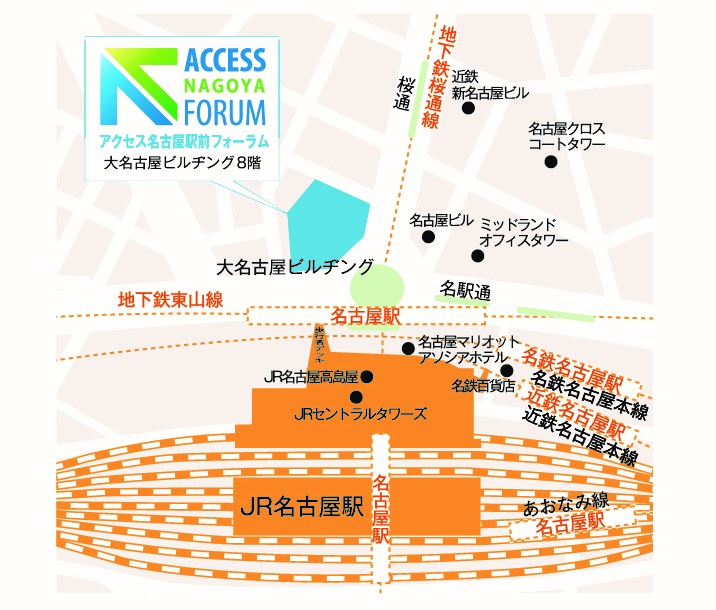 ACCESS
NAGOYA
FORUM
アクセス名古屋駅前フォーラム
大名古屋ビルヂング8階
地下鉄桜通線
桜通
近鉄
新名古屋ビル
名古屋クロス
コートタワー
名古屋ビル
ミッドランド
オフィスタワー
大名古屋ビルヂング
名駅通
地下鉄東山線
名古屋駅
名古屋マリオット
アソシアホテル
JR名古屋高島屋
名鉄百貨店
JRセントラルタワーズ
名鉄名古屋駅
名鉄名古屋本線
近鉄名古屋駅
近鉄名古屋本線
JR名古屋駅
名古屋駅
あおなみ線
名古屋駅